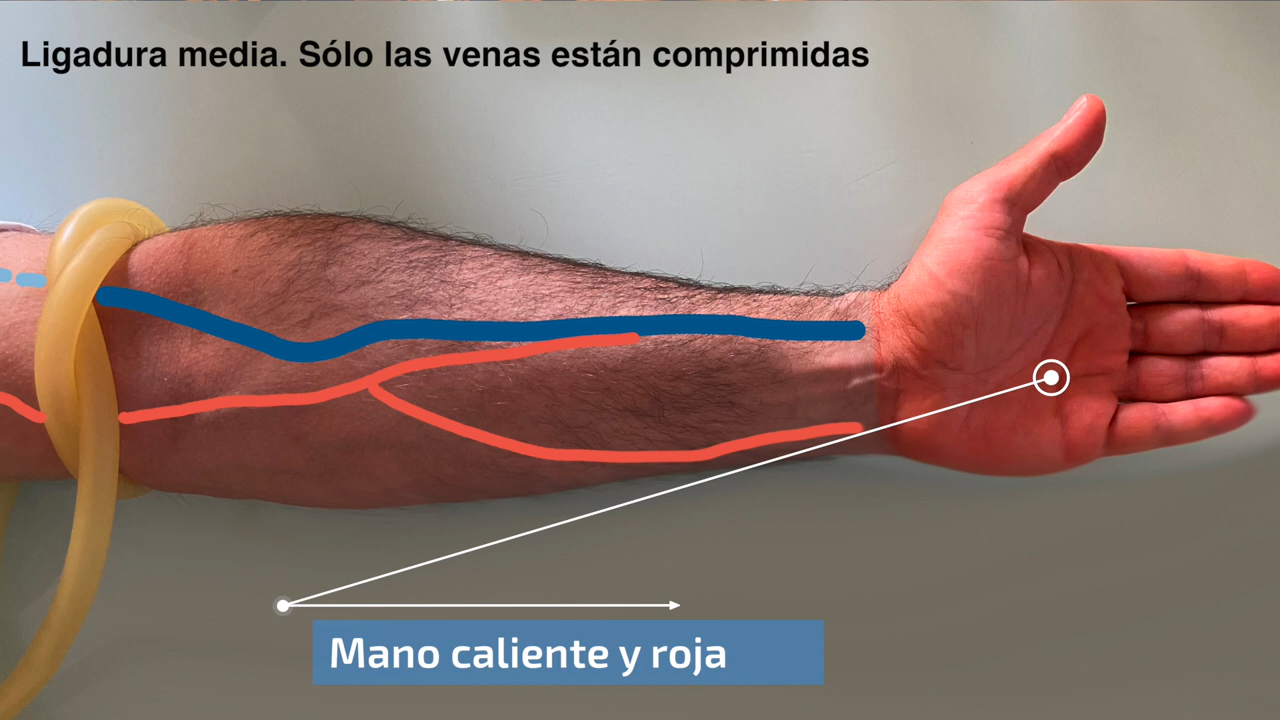 Ligadura media. Sólo las venas están comprimidas
Mano caliente y roja